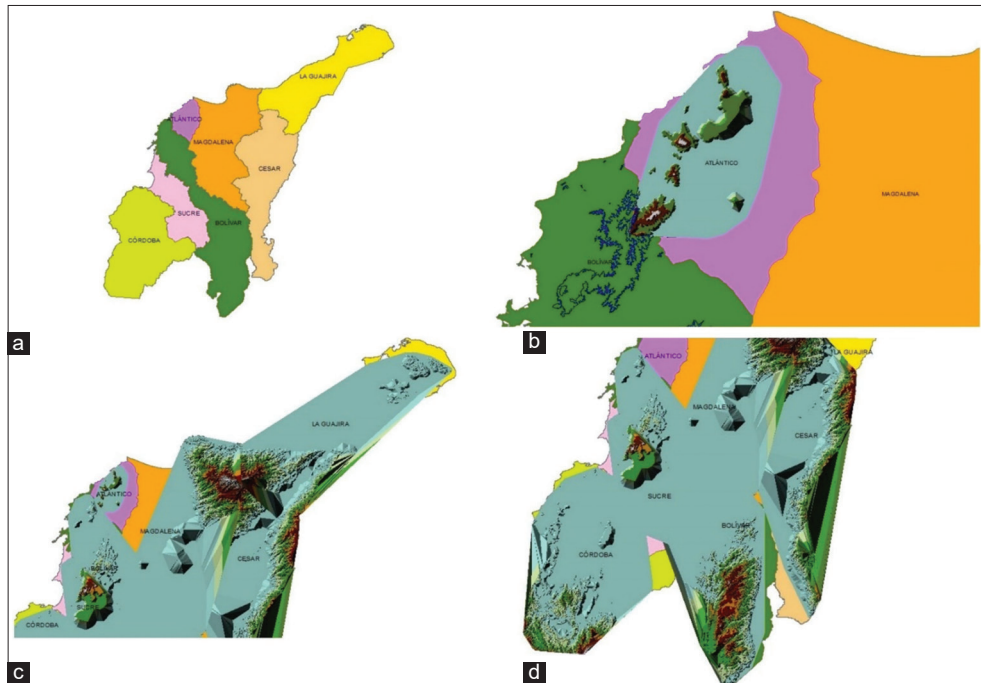 LA GUAJIRA
ATLÁNTICO
MAGDALENA
CESAR
SUCRE
BOLÍVAR
CÓRDOBA
a
ATLÁNTICO
MAGDALENA
BOLÍVAR
b
LA GUAJIRA
ATLÁNTICO
MAGDALENA
CESAR
BOLÍVAR
SUCRE
CÓRDOBA
c
ATLÁNTICO
LA GUAJIRA
MAGDALENA
CESAR
SUCRE
BOLÍVAR
CÓRDOBA
d